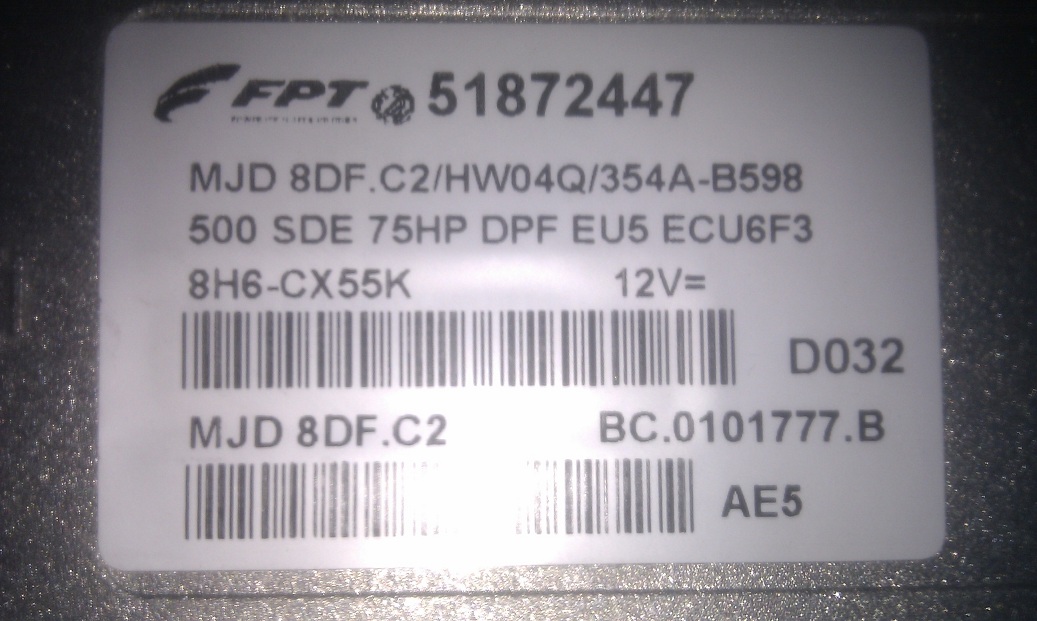 FPT 51872447
MJD 8DF.C2/HW04Q/354A-B598
500 SDE 75HP DPF EU5 ECU6F3
8H6-CX55K 12V=
D032
MJD 8DF.C2 BC.0101777.B
AE5